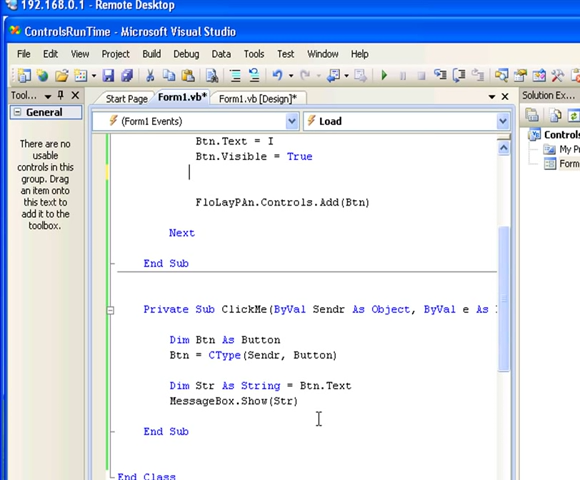 192.168.0.1 - Remote Desktop
ControlsRunTime - Microsoft Visual Studio
File Edit View Project Build Debug Data Tools Test Window Help
Tool... Start Page Form1.vb* Form1.vb [Design]* Solution Ex...
General (Form1 Events) Load
Btn.Text = I
Btn.Visible = True
FloLayPAn.Controls.Add(Btn)
Next
End Sub
Private Sub ClickMe(ByVal Sendr As Object, ByVal e As
Dim Btn As Button
Btn = CType(Sendr, Button)
Dim Str As String = Btn.Text
MessageBox.Show(Str)
End Sub
End Class
There are no
usable
controls in this
group. Drag
an item onto
this text to
add it to the
toolbox.
Controls
My P
Form